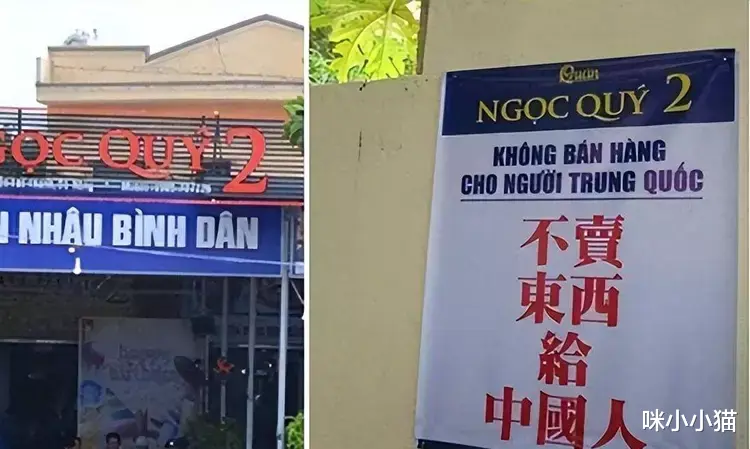 NGỌC QUÝ 2
N NHẬU BÌNH DÂN
Quán
NGỌC QUÝ 2
KHÔNG BÁN HÀNG
CHO NGƯỜI TRUNG QUỐC
不賣
東西
給
中國人
咪小小猫